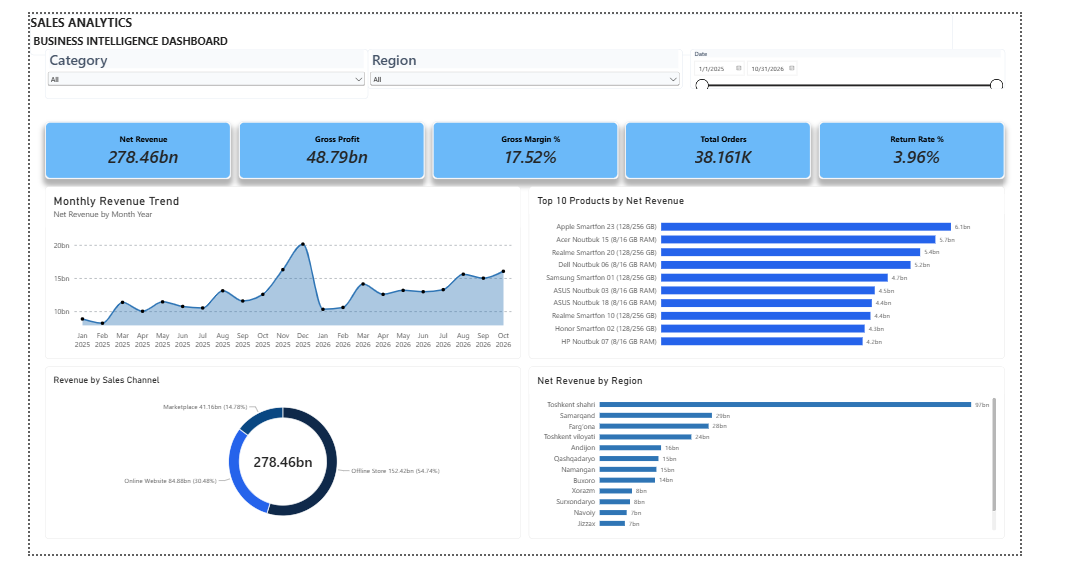 SALES ANALYTICS
BUSINESS INTELLIGENCE DASHBOARD
Category
All
Region
All
Date
1/1/2025 10/31/2026
Net Revenue
278.46bn
Gross Profit
48.79bn
Gross Margin %
17.52%
Total Orders
38.161K
Return Rate %
3.96%
Monthly Revenue Trend
Net Revenue by Month Year
20bn
15bn
10bn
Jan Feb Mar Apr May Jun Jul Aug Sep Oct Nov Dec Jan Feb Mar Apr May Jun Jul Aug Sep Oct
2025 2025 2025 2025 2025 2025 2025 2025 2025 2025 2025 2025 2026 2026 2026 2026 2026 2026 2026 2026 2026 2026
Top 10 Products by Net Revenue
Apple Smartfon 23 (128/256 GB) 6.1bn
Acer Noutbuk 15 (8/16 GB RAM) 5.7bn
Realme Smartfon 20 (128/256 GB) 5.4bn
Dell Noutbuk 06 (8/16 GB RAM) 5.2bn
Samsung Smartfon 01 (128/256 GB) 4.7bn
ASUS Noutbuk 03 (8/16 GB RAM) 4.5bn
ASUS Noutbuk 18 (8/16 GB RAM) 4.4bn
Realme Smartfon 10 (128/256 GB) 4.4bn
Honor Smartfon 02 (128/256 GB) 4.3bn
HP Noutbuk 07 (8/16 GB RAM) 4.2bn
Revenue by Sales Channel
Marketplace 41.16bn (14.78%)
Online Website 84.88bn (30.48%)
278.46bn
Offline Store 152.42bn (54.74%)
Net Revenue by Region
Toshkent shahri 97bn
Samarqand 29bn
Farg'ona 28bn
Toshkent viloyati 24bn
Andijon 16bn
Qashqadaryo 15bn
Namangan 15bn
Buxoro 14bn
Xorazm 8bn
Surxondaryo 8bn
Navoiy 7bn
Jizzax 7bn